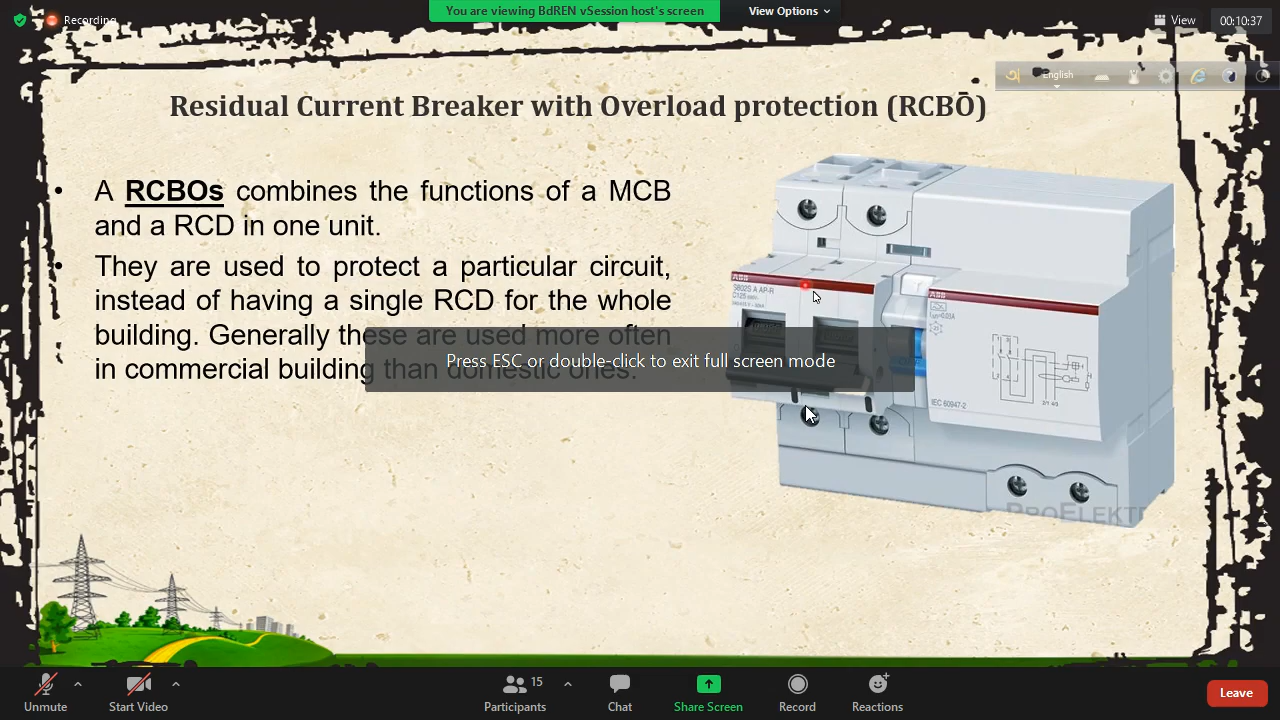 You are viewing BdREN vSession host's screen
View Options
Recording
View
00:10:37
English
Residual Current Breaker with Overload protection (RCBŌ)
• A RCBOs combines the functions of a MCB
and a RCD in one unit.
• They are used to protect a particular circuit,
instead of having a single RCD for the whole
building. Generally these are used more often
in commercial building than domestic ones.
Press ESC or double-click to exit full screen mode
ABB
S802S A AP-R
C125
ABB
IEC 60947-2
PROELEKT
Unmute
Start Video
15
Participants
Chat
Share Screen
Record
Reactions
Leave